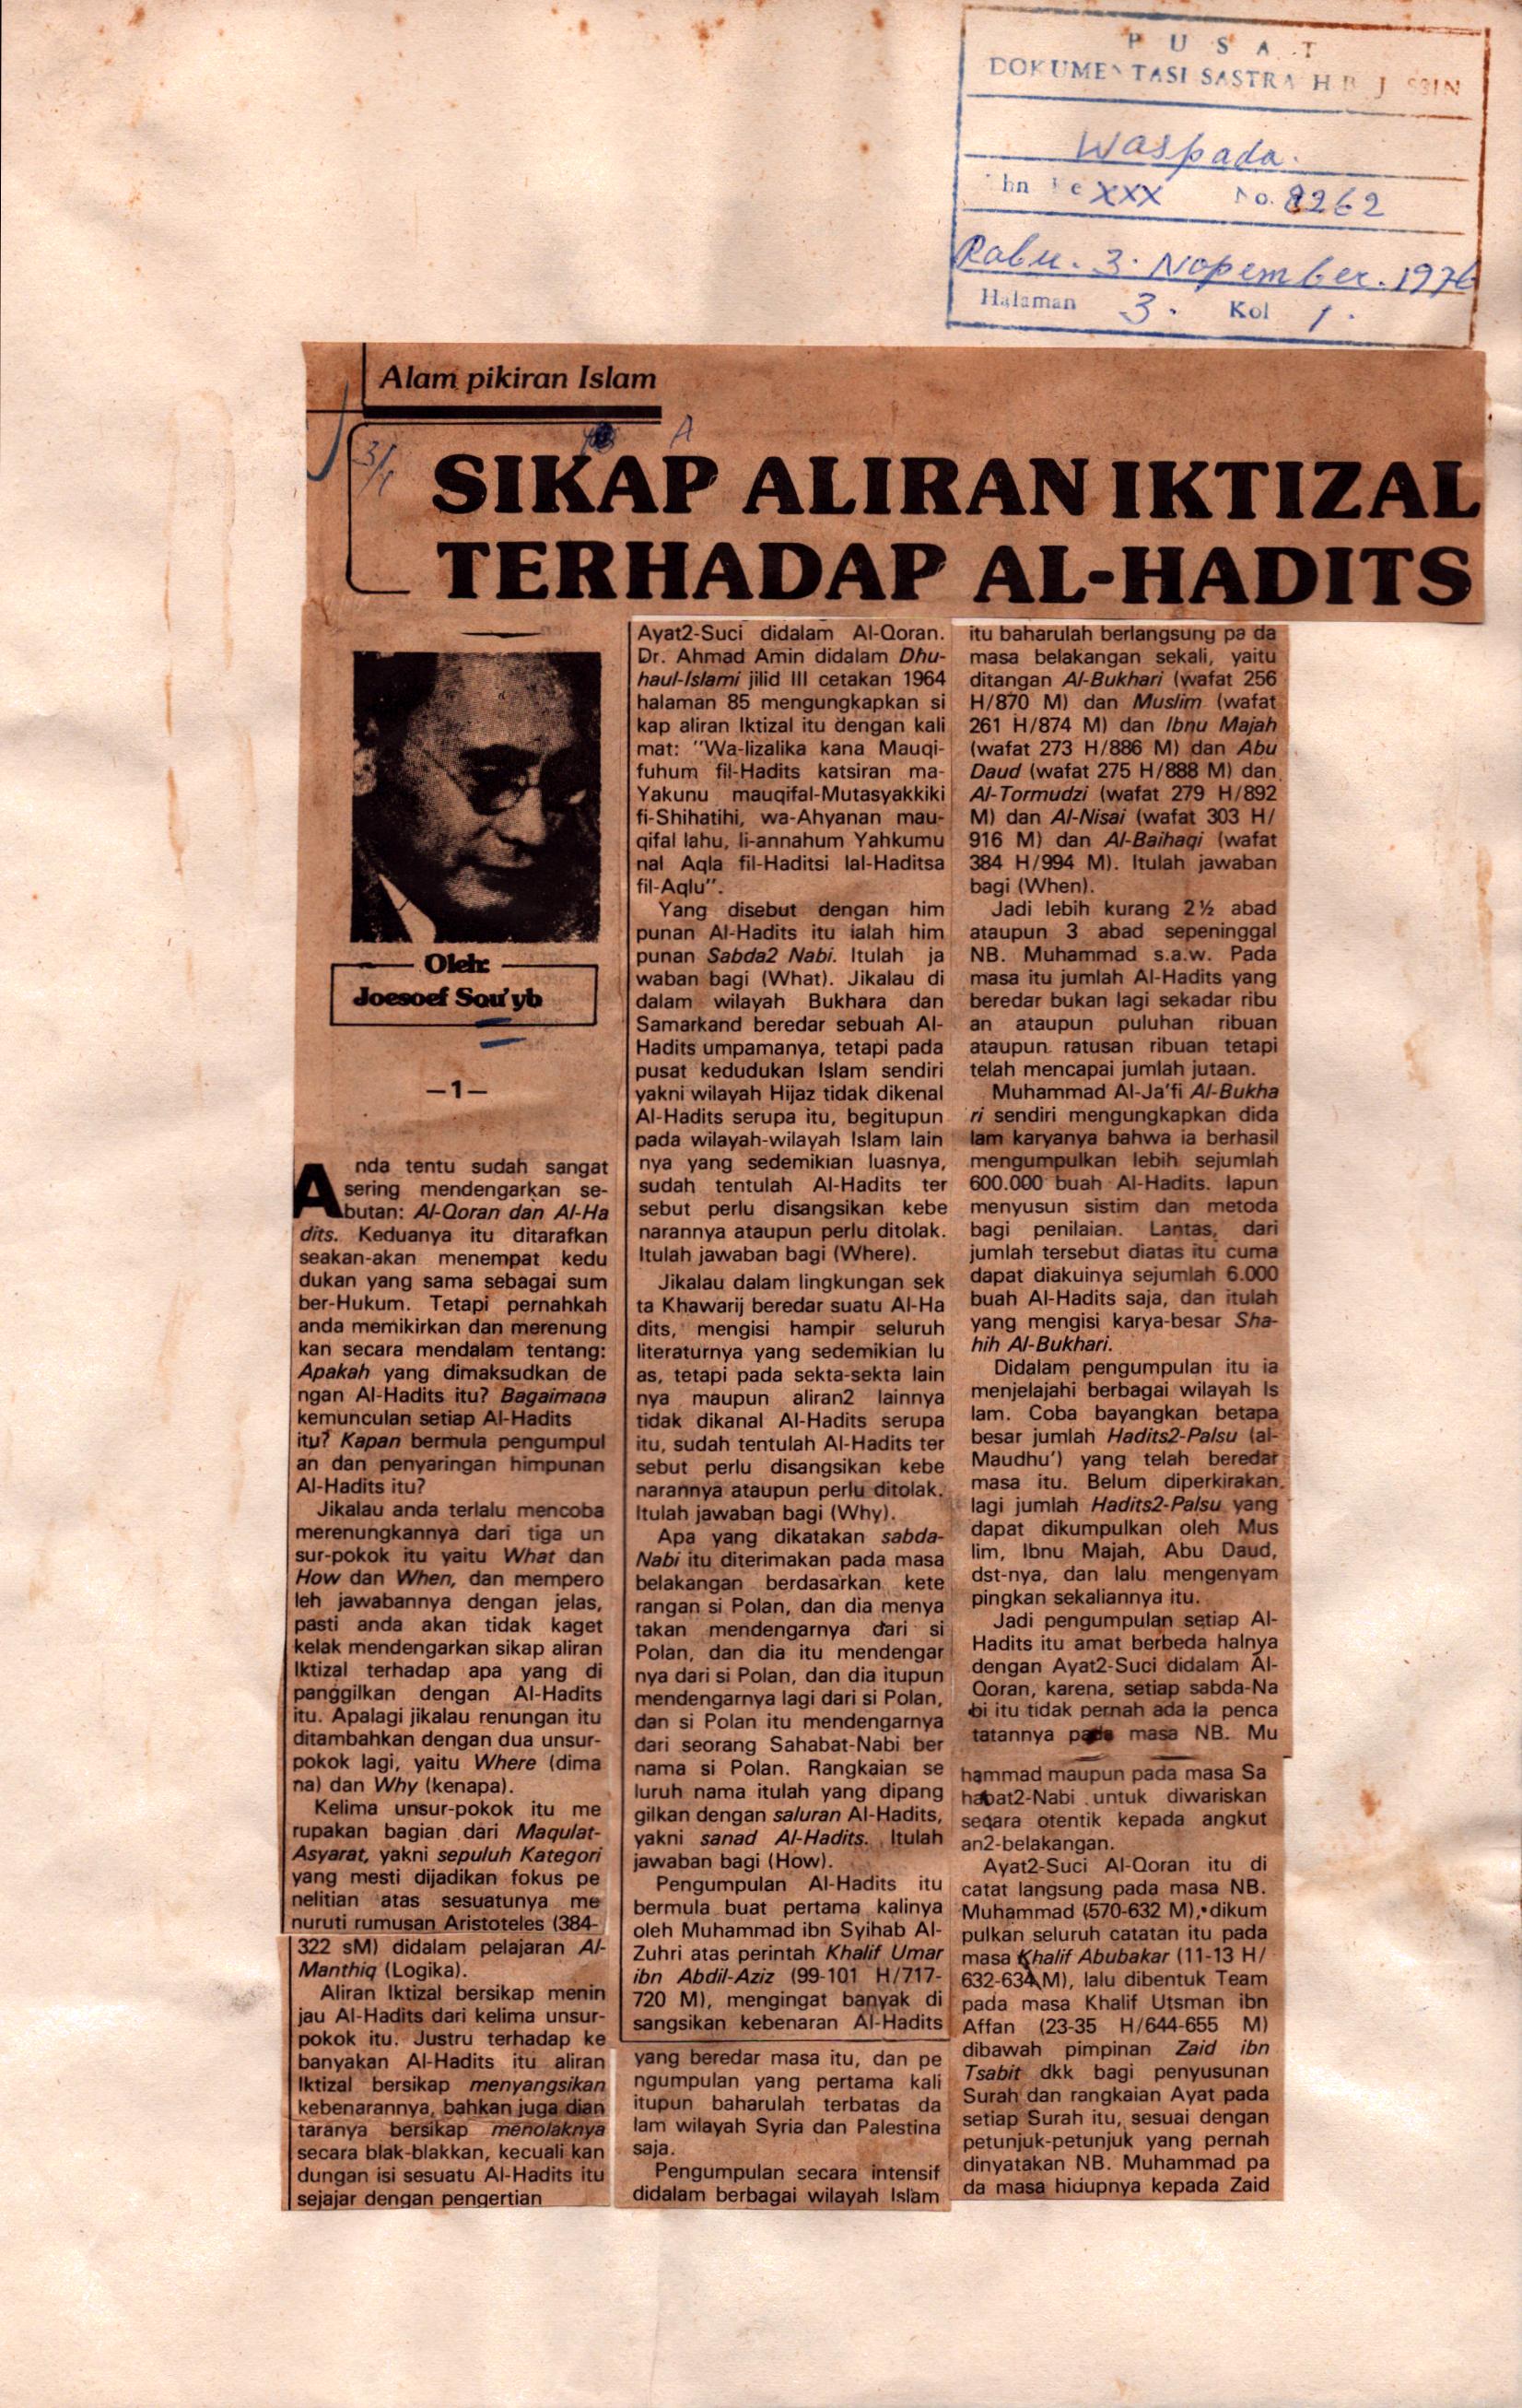 PUSAT
DOKUMENTASI SASTRA H.B. JASSIN
Waspada.
Thn Ke XXX No. 8262
Rabu. 3. Nopember. 1976
Halaman 3. Kol 1.
Alam pikiran Islam
3/1
A
SIKAP ALIRAN IKTIZAL
TERHADAP AL-HADITS
Oleh:
Joesoef Sou'yb
—1—
Anda tentu sudah sangat
sering mendengarkan se-
butan: Al-Qoran dan Al-Ha
dits. Keduanya itu ditarafkan
seakan-akan menempat kedu
dukan yang sama sebagai sum
ber-Hukum. Tetapi pernahkah
anda memikirkan dan merenung
kan secara mendalam tentang:
Apakah yang dimaksudkan de
ngan Al-Hadits itu? Bagaimana
kemunculan setiap Al-Hadits
itu? Kapan bermula pengumpul
an dan penyaringan himpunan
Al-Hadits itu?
Jikalau anda terlalu mencoba
merenungkannya dari tiga un
sur-pokok itu yaitu What dan
How dan When, dan mempero
leh jawabannya dengan jelas,
pasti anda akan tidak kaget
kelak mendengarkan sikap aliran
Iktizal terhadap apa yang di
panggilkan dengan Al-Hadits
itu. Apalagi jikalau renungan itu
ditambahkan dengan dua unsur-
pokok lagi, yaitu Where (dima
na) dan Why (kenapa).
Kelima unsur-pokok itu me
rupakan bagian dari Maqulat-
Asyarat, yakni sepuluh Kategori
yang mesti dijadikan fokus pe
nelitian atas sesuatunya me
nuruti rumusan Aristoteles (384-
322 sM) didalam pelajaran Al-
Manthiq (Logika).
Aliran Iktizal bersikap menin
jau Al-Hadits dari kelima unsur-
pokok itu. Justru terhadap ke
banyakan Al-Hadits itu aliran
Iktizal bersikap menyangsikan
kebenarannya, bahkan juga dian
taranya bersikap menolaknya
secara blak-blakkan, kecuali kan
dungan isi sesuatu Al-Hadits itu
sejajar dengan pengertian
Ayat2-Suci didalam Al-Qoran.
Dr. Ahmad Amin didalam Dhu-
haul-Islami jilid III cetakan 1964
halaman 85 mengungkapkan si
kap aliran Iktizal itu dengan kali
mat: "Wa-lizalika kana Mauqi-
fuhum fil-Hadits katsiran ma-
Yakunu mauqifal-Mutasyakkiki
fi-Shihatihi, wa-Ahyanan mau-
qifal lahu, li-annahum Yahkumu
nal Aqla fil-Haditsi lal-Haditsa
fil-Aqlu".
Yang disebut dengan him
punan Al-Hadits itu ialah him
punan Sabda2 Nabi. Itulah ja
waban bagi (What). Jikalau di
dalam wilayah Bukhara dan
Samarkand beredar sebuah Al-
Hadits umpamanya, tetapi pada
pusat kedudukan Islam sendiri
yakni wilayah Hijaz tidak dikenal
Al-Hadits serupa itu, begitupun
pada wilayah-wilayah Islam lain
nya yang sedemikian luasnya,
sudah tentulah Al-Hadits ter
sebut perlu disangsikan kebe
narannya ataupun perlu ditolak.
Itulah jawaban bagi (Where).
Jikalau dalam lingkungan sek
ta Khawarij beredar suatu Al-Ha
dits, mengisi hampir seluruh
literaturnya yang sedemikian lu
as, tetapi pada sekta-sekta lain
nya maupun aliran2 lainnya
tidak dikanal Al-Hadits serupa
itu, sudah tentulah Al-Hadits ter
sebut perlu disangsikan kebe
narannya ataupun perlu ditolak.
Itulah jawaban bagi (Why).
Apa yang dikatakan sabda-
Nabi itu diterimakan pada masa
belakangan berdasarkan kete
rangan si Polan, dan dia menya
takan mendengarnya dari si
Polan, dan dia itu mendengar
nya dari si Polan, dan dia itupun
mendengarnya lagi dari si Polan,
dan si Polan itu mendengarnya
dari seorang Sahabat-Nabi ber
nama si Polan. Rangkaian se
luruh nama itulah yang dipang
gilkan dengan saluran Al-Hadits,
yakni sanad Al-Hadits. Itulah
jawaban bagi (How).
Pengumpulan Al-Hadits itu
bermula buat pertama kalinya
oleh Muhammad ibn Syihab Al-
Zuhri atas perintah Khalif Umar
ibn Abdil-Aziz (99-101 H/717-
720 M), mengingat banyak di
sangsikan kebenaran Al-Hadits
yang beredar masa itu, dan pe
ngumpulan yang pertama kali
itupun baharulah terbatas da
lam wilayah Syria dan Palestina
saja.
Pengumpulan secara intensif
didalam berbagai wilayah Islam
itu baharulah berlangsung pa da
masa belakangan sekali, yaitu
ditangan Al-Bukhari (wafat 256
H/870 M) dan Muslim (wafat
261 H/874 M) dan Ibnu Majah
(wafat 273 H/886 M) dan Abu
Daud (wafat 275 H/888 M) dan
Al-Tormudzi (wafat 279 H/892
M) dan Al-Nisai (wafat 303 H/
916 M) dan Al-Baihaqi (wafat
384 H/994 M). Itulah jawaban
bagi (When).
Jadi lebih kurang 2½ abad
ataupun 3 abad sepeninggal
NB. Muhammad s.a.w. Pada
masa itu jumlah Al-Hadits yang
beredar bukan lagi sekadar ribu
an ataupun puluhan ribuan
ataupun ratusan ribuan tetapi
telah mencapai jumlah jutaan.
Muhammad Al-Ja'fi Al-Bukha
ri sendiri mengungkapkan dida
lam karyanya bahwa ia berhasil
mengumpulkan lebih sejumlah
600.000 buah Al-Hadits. Iapun
menyusun sistim dan metoda
bagi penilaian. Lantas, dari
jumlah tersebut diatas itu cuma
dapat diakuinya sejumlah 6.000
buah Al-Hadits saja, dan itulah
yang mengisi karya-besar Sha-
hih Al-Bukhari.
Didalam pengumpulan itu ia
menjelajahi berbagai wilayah Is
lam. Coba bayangkan betapa
besar jumlah Hadits2-Palsu (al-
Maudhu') yang telah beredar
masa itu. Belum diperkirakan
lagi jumlah Hadits2-Palsu yang
dapat dikumpulkan oleh Mus
lim, Ibnu Majah, Abu Daud,
dst-nya, dan lalu mengenyam
pingkan sekaliannya itu.
Jadi pengumpulan setiap Al-
Hadits itu amat berbeda halnya
dengan Ayat2-Suci didalam Al-
Qoran, karena, setiap sabda-Na
bi itu tidak pernah ada la penca
tatannya pada masa NB. Mu
hammad maupun pada masa Sa
habat2-Nabi untuk diwariskan
secara otentik kepada angkut
an2-belakangan.
Ayat2-Suci Al-Qoran itu di
catat langsung pada masa NB.
Muhammad (570-632 M), dikum
pulkan seluruh catatan itu pada
masa Khalif Abubakar (11-13 H/
632-634 M), lalu dibentuk Team
pada masa Khalif Utsman ibn
Affan (23-35 H/644-655 M)
dibawah pimpinan Zaid ibn
Tsabit dkk bagi penyusunan
Surah dan rangkaian Ayat pada
setiap Surah itu, sesuai dengan
petunjuk-petunjuk yang pernah
dinyatakan NB. Muhammad pa
da masa hidupnya kepada Zaid